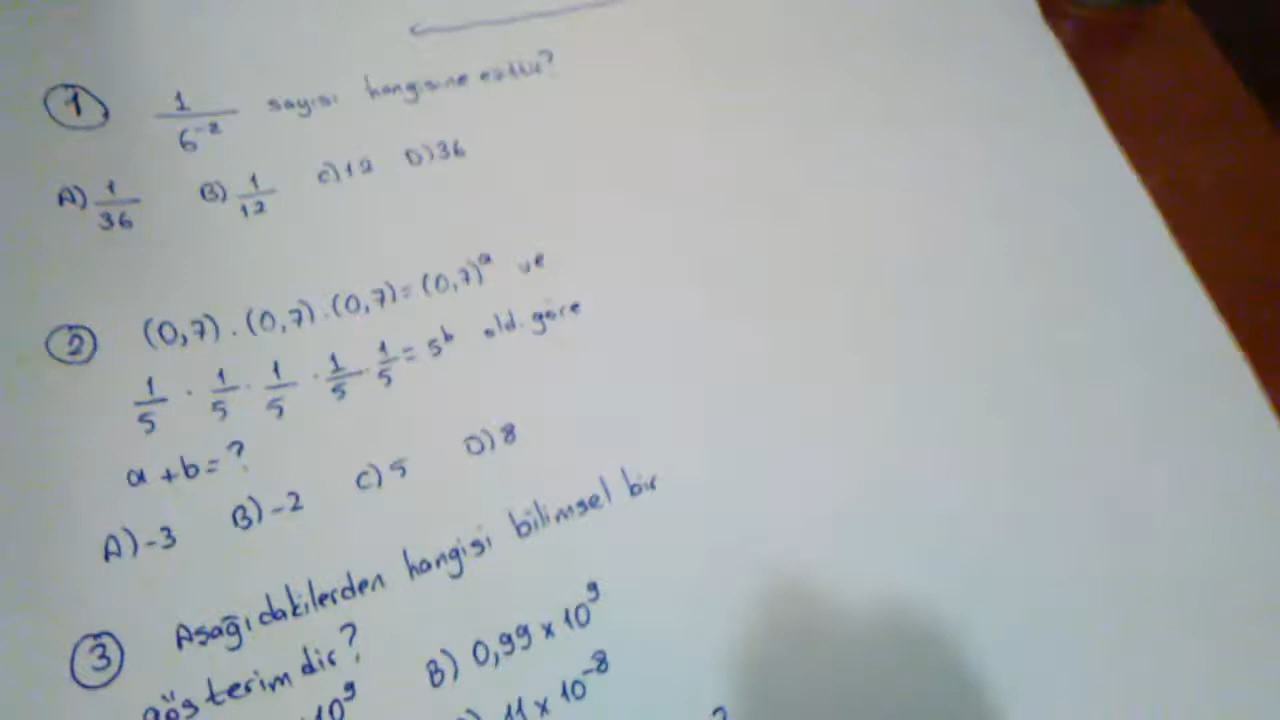 1 1/6⁻² sayısı hangisine eşittir?
A) 1/36 B) 1/12 C) 12 D) 36
2 (0,7) . (0,7) . (0,7) = (0,7)ᵃ ve
1/5 . 1/5 . 1/5 . 1/5 . 1/5 = 5ᵇ old. göre
a + b = ?
A) -3 B) -2 C) 5 D) 8
3 Aşağıdakilerden hangisi bilimsel bir
gösterimdir?
10⁹ B) 0,99 x 10⁹
11 x 10⁻⁸